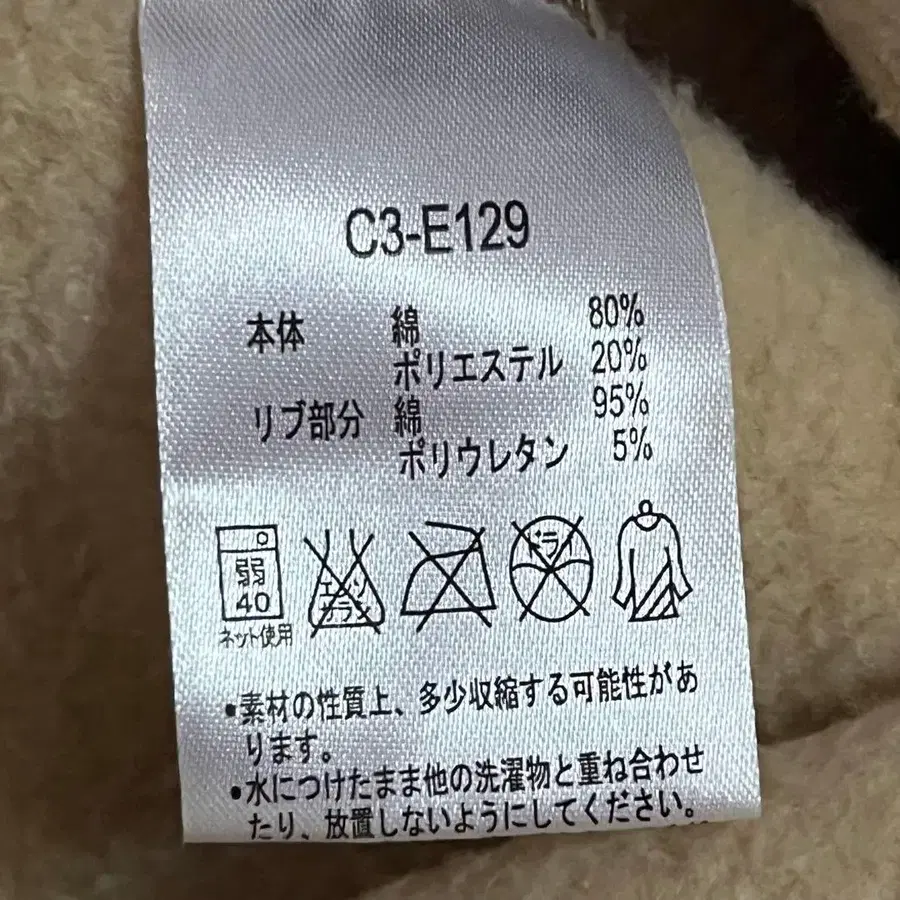 C3-E129
本体 綿 80%
ポリエステル 20%
リブ部分 綿 95%
ポリウレタン 5%
弱
40
エンソ
サラシ
ドライ
ネット使用
•素材の性質上、多少収縮する可能性があ
ります。
•水につけたまま他の洗濯物と重ね合わせ
たり、放置しないようにしてください。